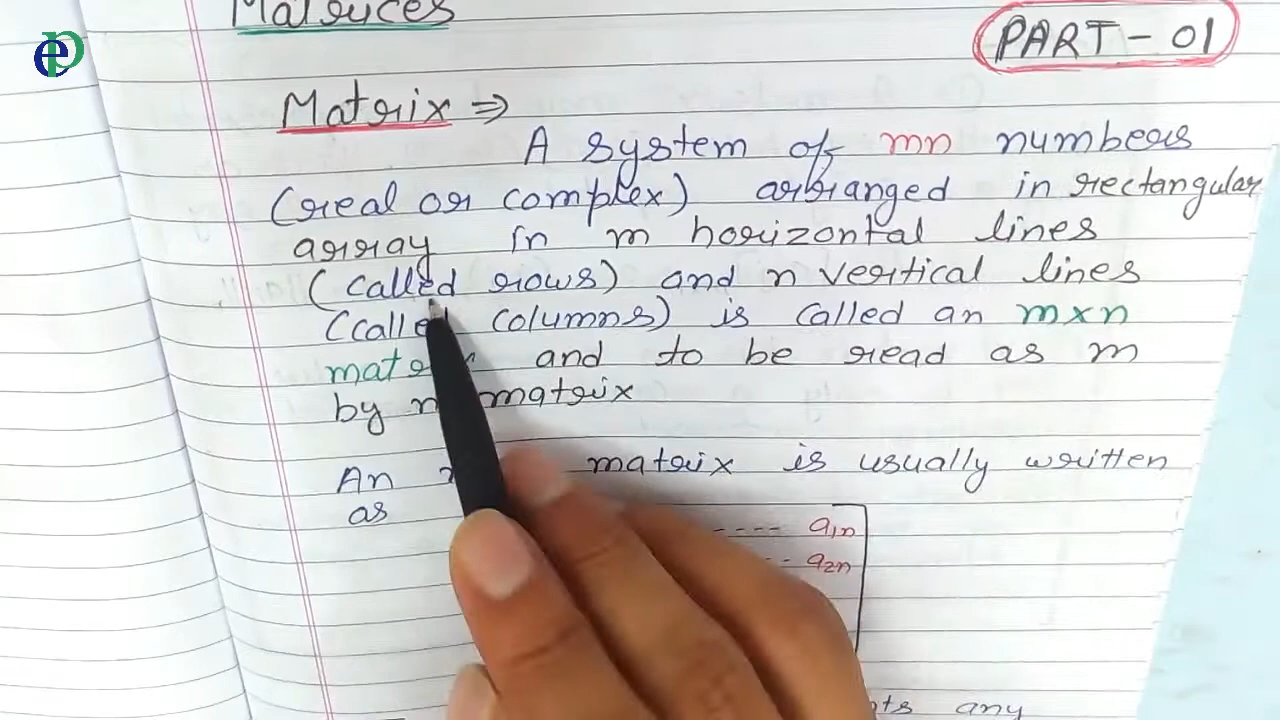 Matrices
PART-01
Matrix ⇒
A system of mn numbers
(real or complex) arranged in rectangular
array in m horizontal lines
(called rows) and n vertical lines
(called columns) is called an m×n
and to be read as m
by n matrix
An matrix is usually written
as
---- a1n
-- a2n
any